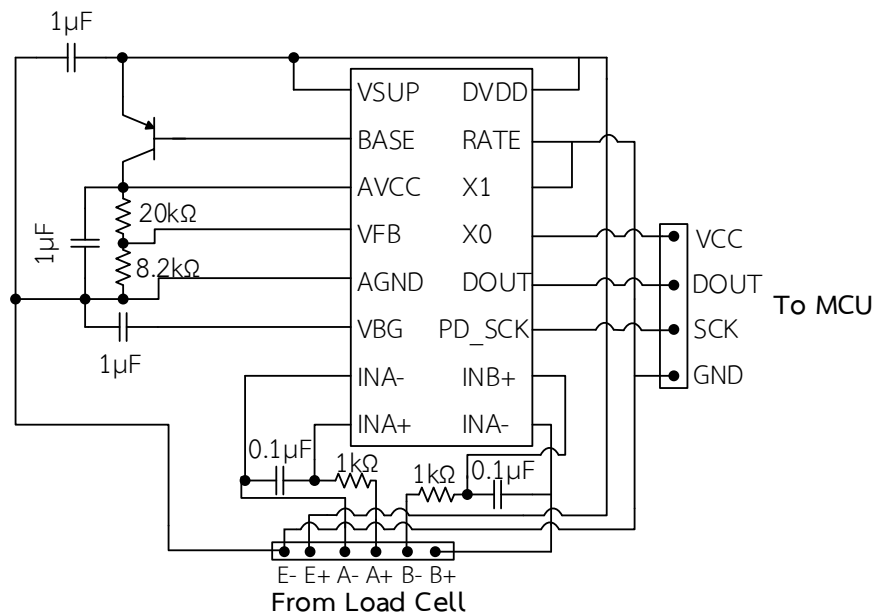 1µF
VSUP DVDD
BASE RATE
AVCC X1
20kΩ
VFB X0 VCC
1µF
8.2kΩ
AGND DOUT DOUT
To MCU
VBG PD_SCK SCK
1µF
INA- INB+ GND
INA+ INA-
0.1µF 1kΩ 1kΩ 0.1µF
E- E+ A- A+ B- B+
From Load Cell